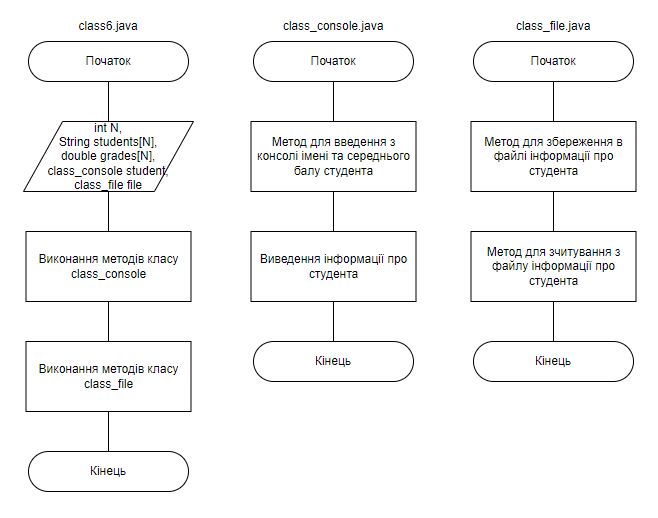 class6.java
Початок
int N,
String students[N],
double grades[N],
class_console student,
class_file file
Виконання методів класу
class_console
Виконання методів класу
class_file
Кінець
class_console.java
Початок
Метод для введення з
консолі імені та середнього
балу студента
Виведення інформації про
студента
Кінець
class_file.java
Початок
Метод для збереження в
файлі інформації про
студента
Метод для зчитування з
файлу інформації про
студента
Кінець